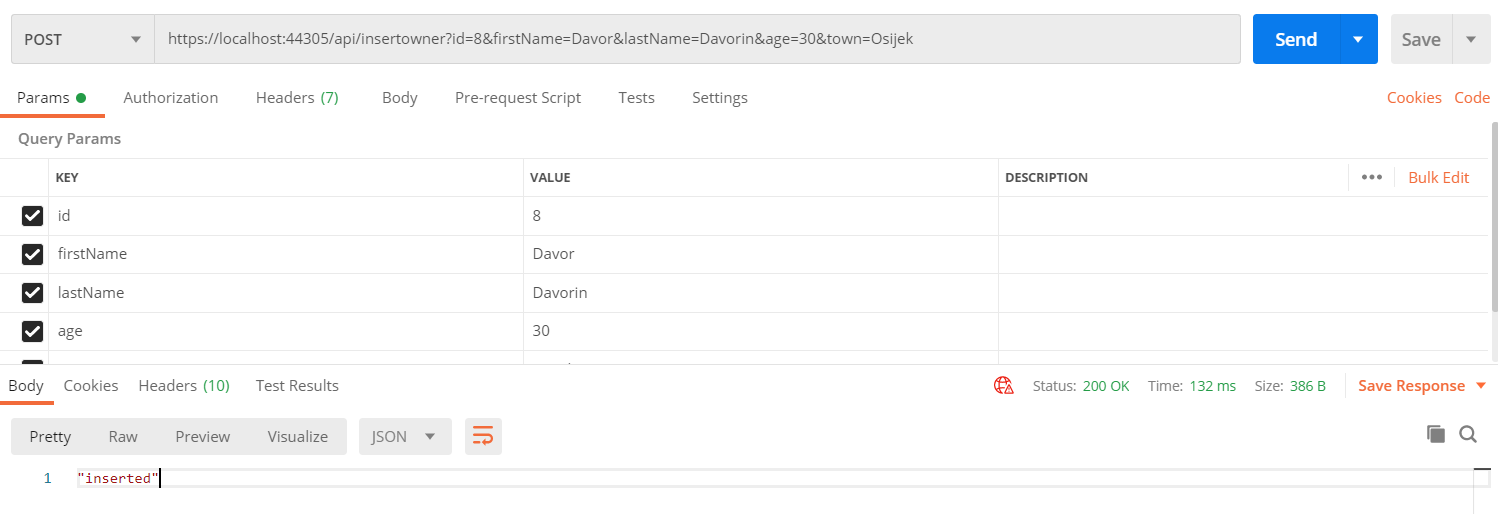 POST https://localhost:44305/api/insertowner?id=8&firstName=Davor&lastName=Davorin&age=30&town=Osijek Send Save
Params Authorization Headers (7) Body Pre-request Script Tests Settings Cookies Code
Query Params
KEY VALUE DESCRIPTION ••• Bulk Edit
id 8
firstName Davor
lastName Davorin
age 30
Body Cookies Headers (10) Test Results Status: 200 OK Time: 132 ms Size: 386 B Save Response
Pretty Raw Preview Visualize JSON
1 "inserted"